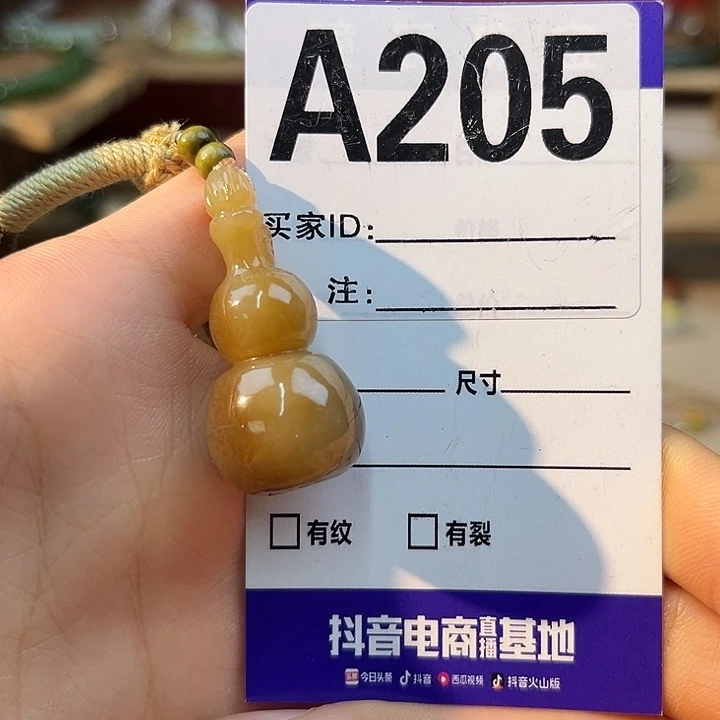 A205
买家ID:
注:
尺寸
有纹 有裂
抖音电商直播基地
今日头条 抖音 西瓜视频 抖音火山版